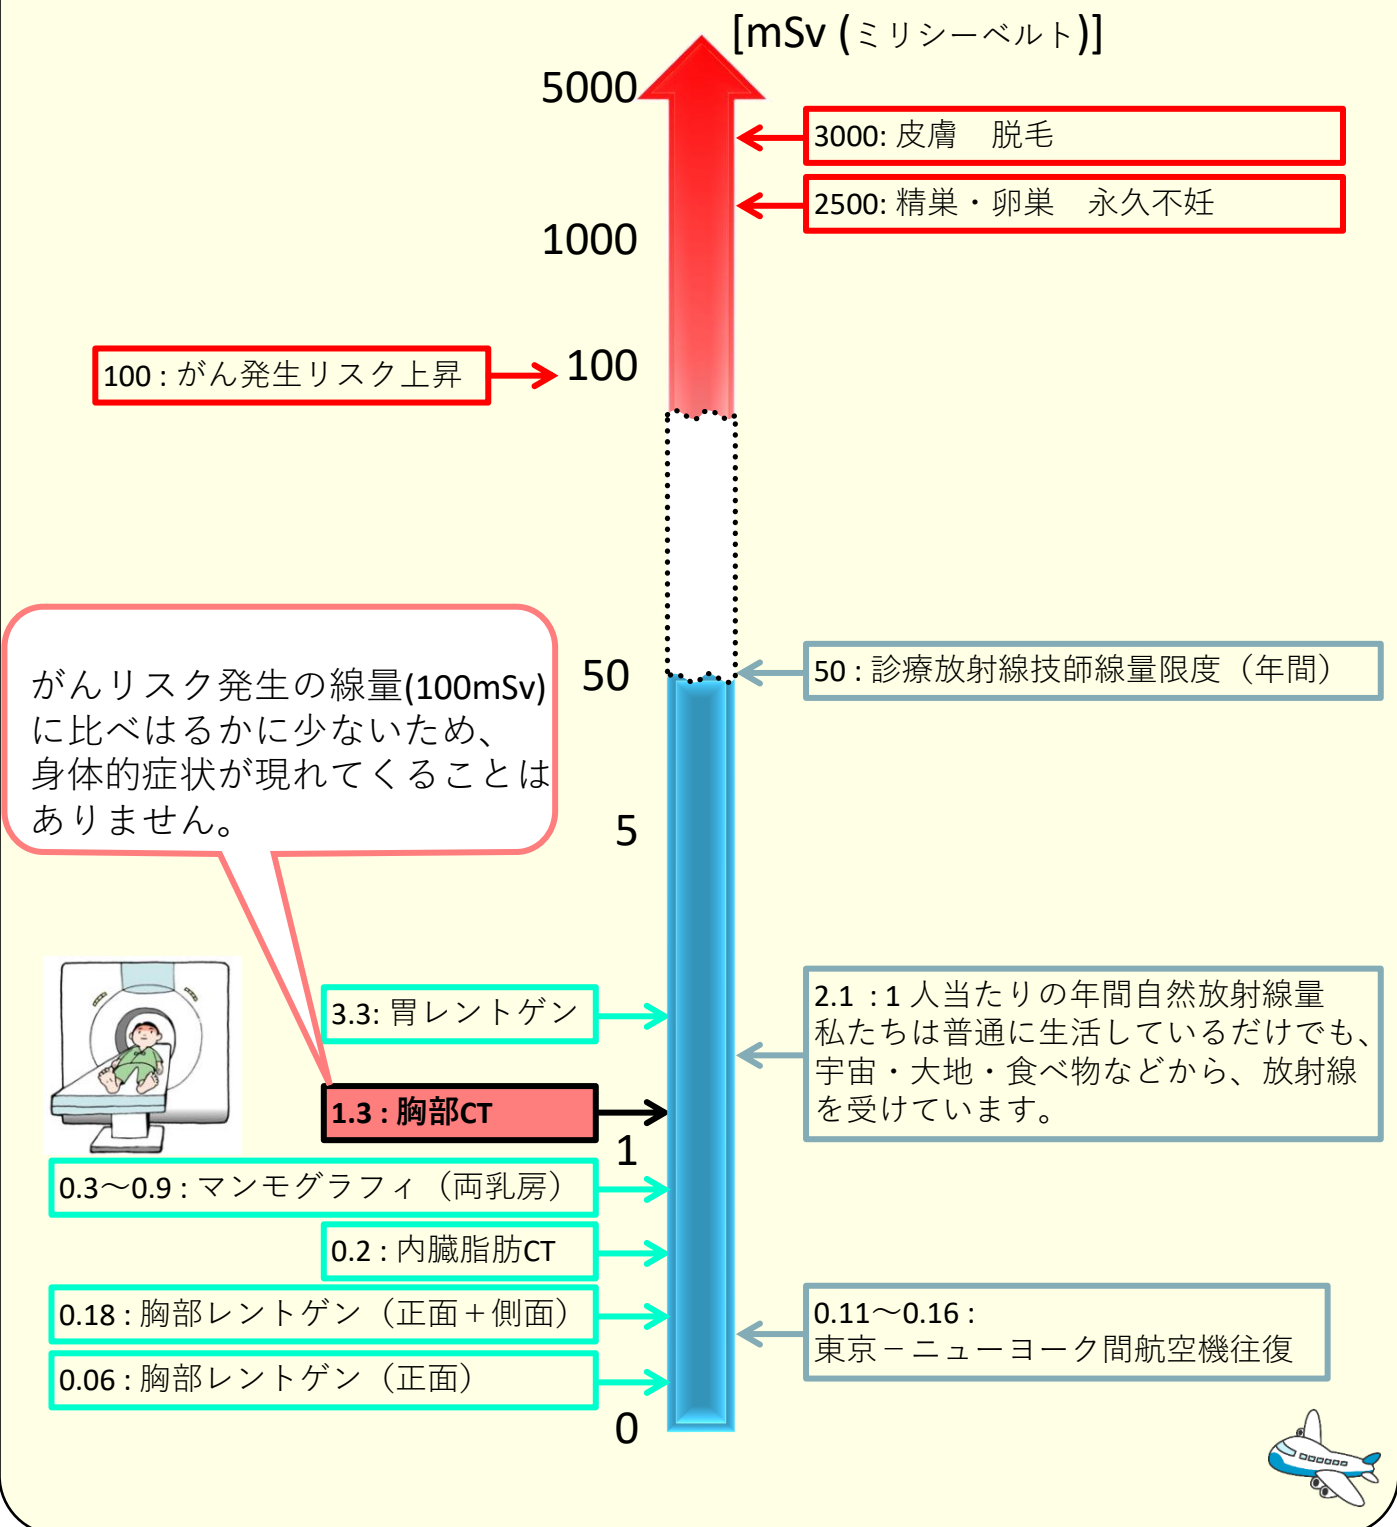 [mSv (ミリシーベルト)]
5000
3000: 皮膚　脱毛
2500: 精巣・卵巣　永久不妊
1000
100 : がん発生リスク上昇
100
がんリスク発生の線量(100mSv)
に比べはるかに少ないため、
身体的症状が現れてくることは
ありません。
50
50 : 診療放射線技師線量限度（年間）
5
3.3: 胃レントゲン
2.1 : 1 人当たりの年間自然放射線量
私たちは普通に生活しているだけでも、
宇宙・大地・食べ物などから、放射線
を受けています。
1.3 : 胸部CT
1
0.3～0.9 : マンモグラフィ（両乳房）
0.2 : 内臓脂肪CT
0.18 : 胸部レントゲン（正面＋側面）
0.11～0.16 :
東京－ニューヨーク間航空機往復
0.06 : 胸部レントゲン（正面）
0